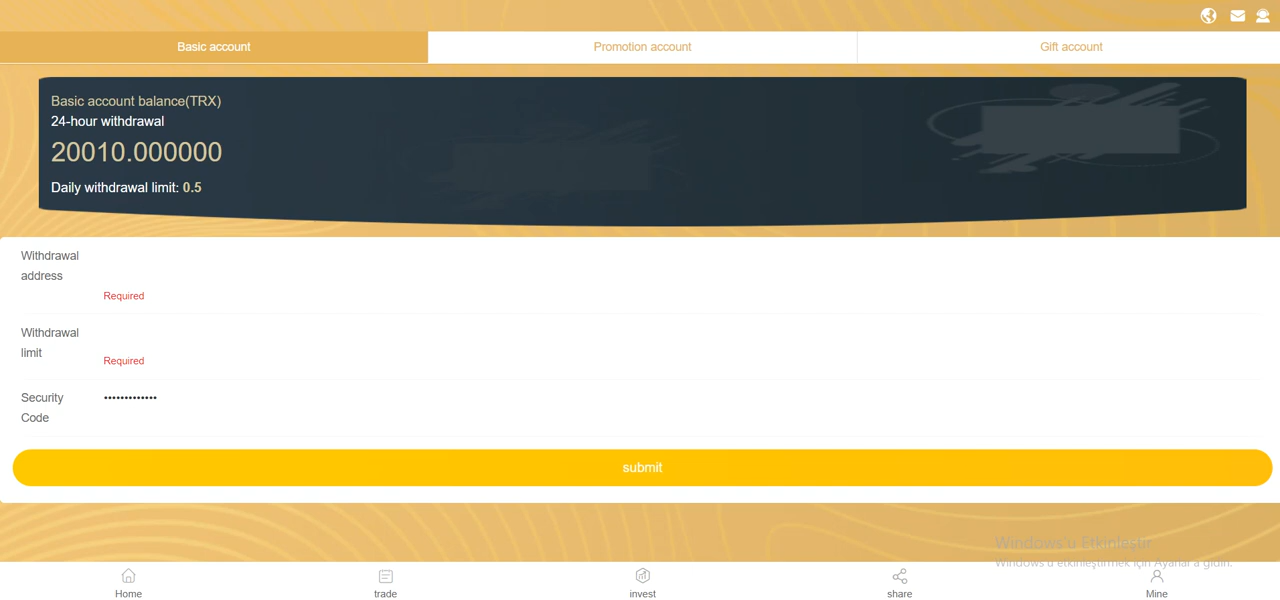 Basic account
Promotion account
Gift account
Basic account balance(TRX)
24-hour withdrawal
20010.000000
Daily withdrawal limit: 0.5
Withdrawal
address
Required
Withdrawal
limit
Required
Security
Code
•••••••••••••
submit
Windows'u Etkinleştir
Windows'u etkinleştirmek için Ayarlar'a gidin.
Home
trade
invest
share
Mine